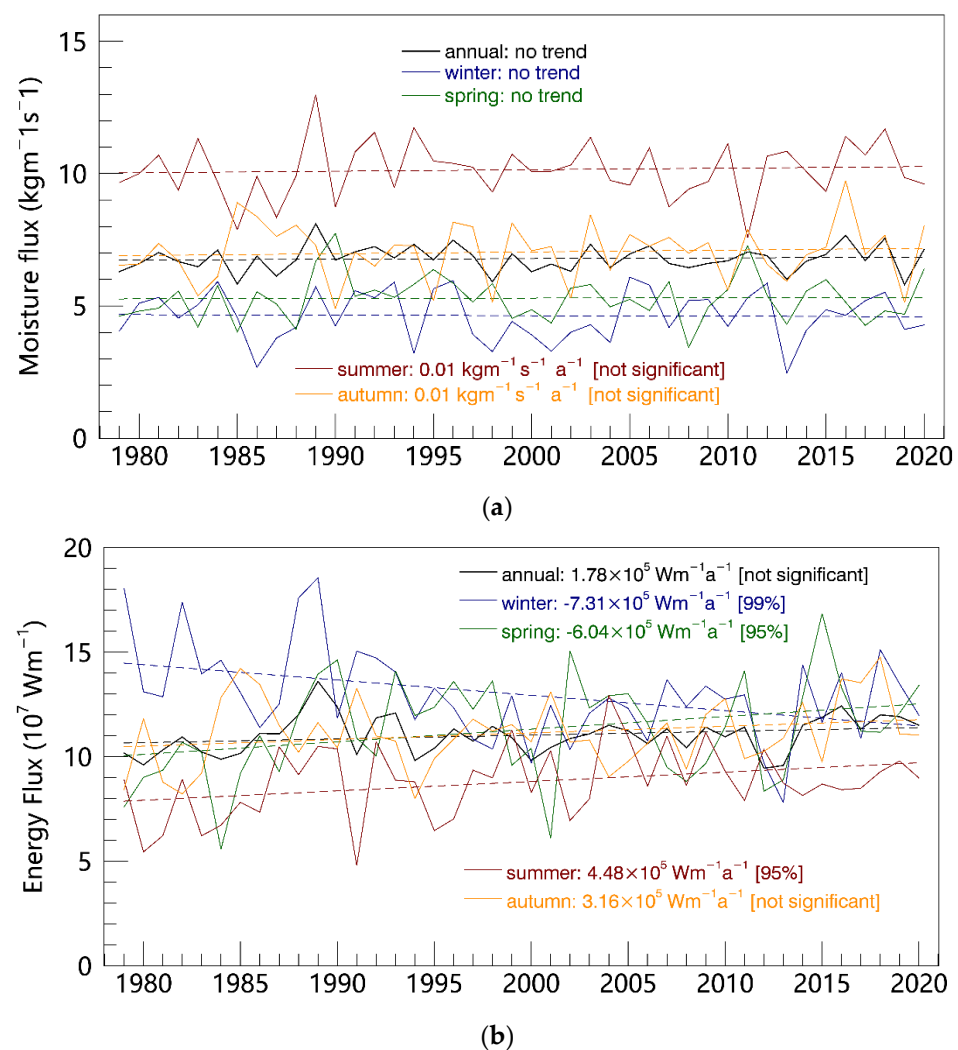 15
10
5
0
Moisture flux (kgm−1s−1)
annual: no trend
winter: no trend
spring: no trend
summer: 0.01 kgm⁻¹ s⁻¹ a⁻¹ [not significant]
autumn: 0.01 kgm⁻¹ s⁻¹ a⁻¹ [not significant]
1980 1985 1990 1995 2000 2005 2010 2015 2020
(a)
20
15
10
5
0
Energy Flux (10⁷ Wm⁻¹)
annual: 1.78×10⁵ Wm⁻¹a⁻¹ [not significant]
winter: -7.31×10⁵ Wm⁻¹a⁻¹ [99%]
spring: -6.04×10⁵ Wm⁻¹a⁻¹ [95%]
summer: 4.48×10⁵ Wm⁻¹a⁻¹ [95%]
autumn: 3.16×10⁵ Wm⁻¹a⁻¹ [not significant]
1980 1985 1990 1995 2000 2005 2010 2015 2020
(b)